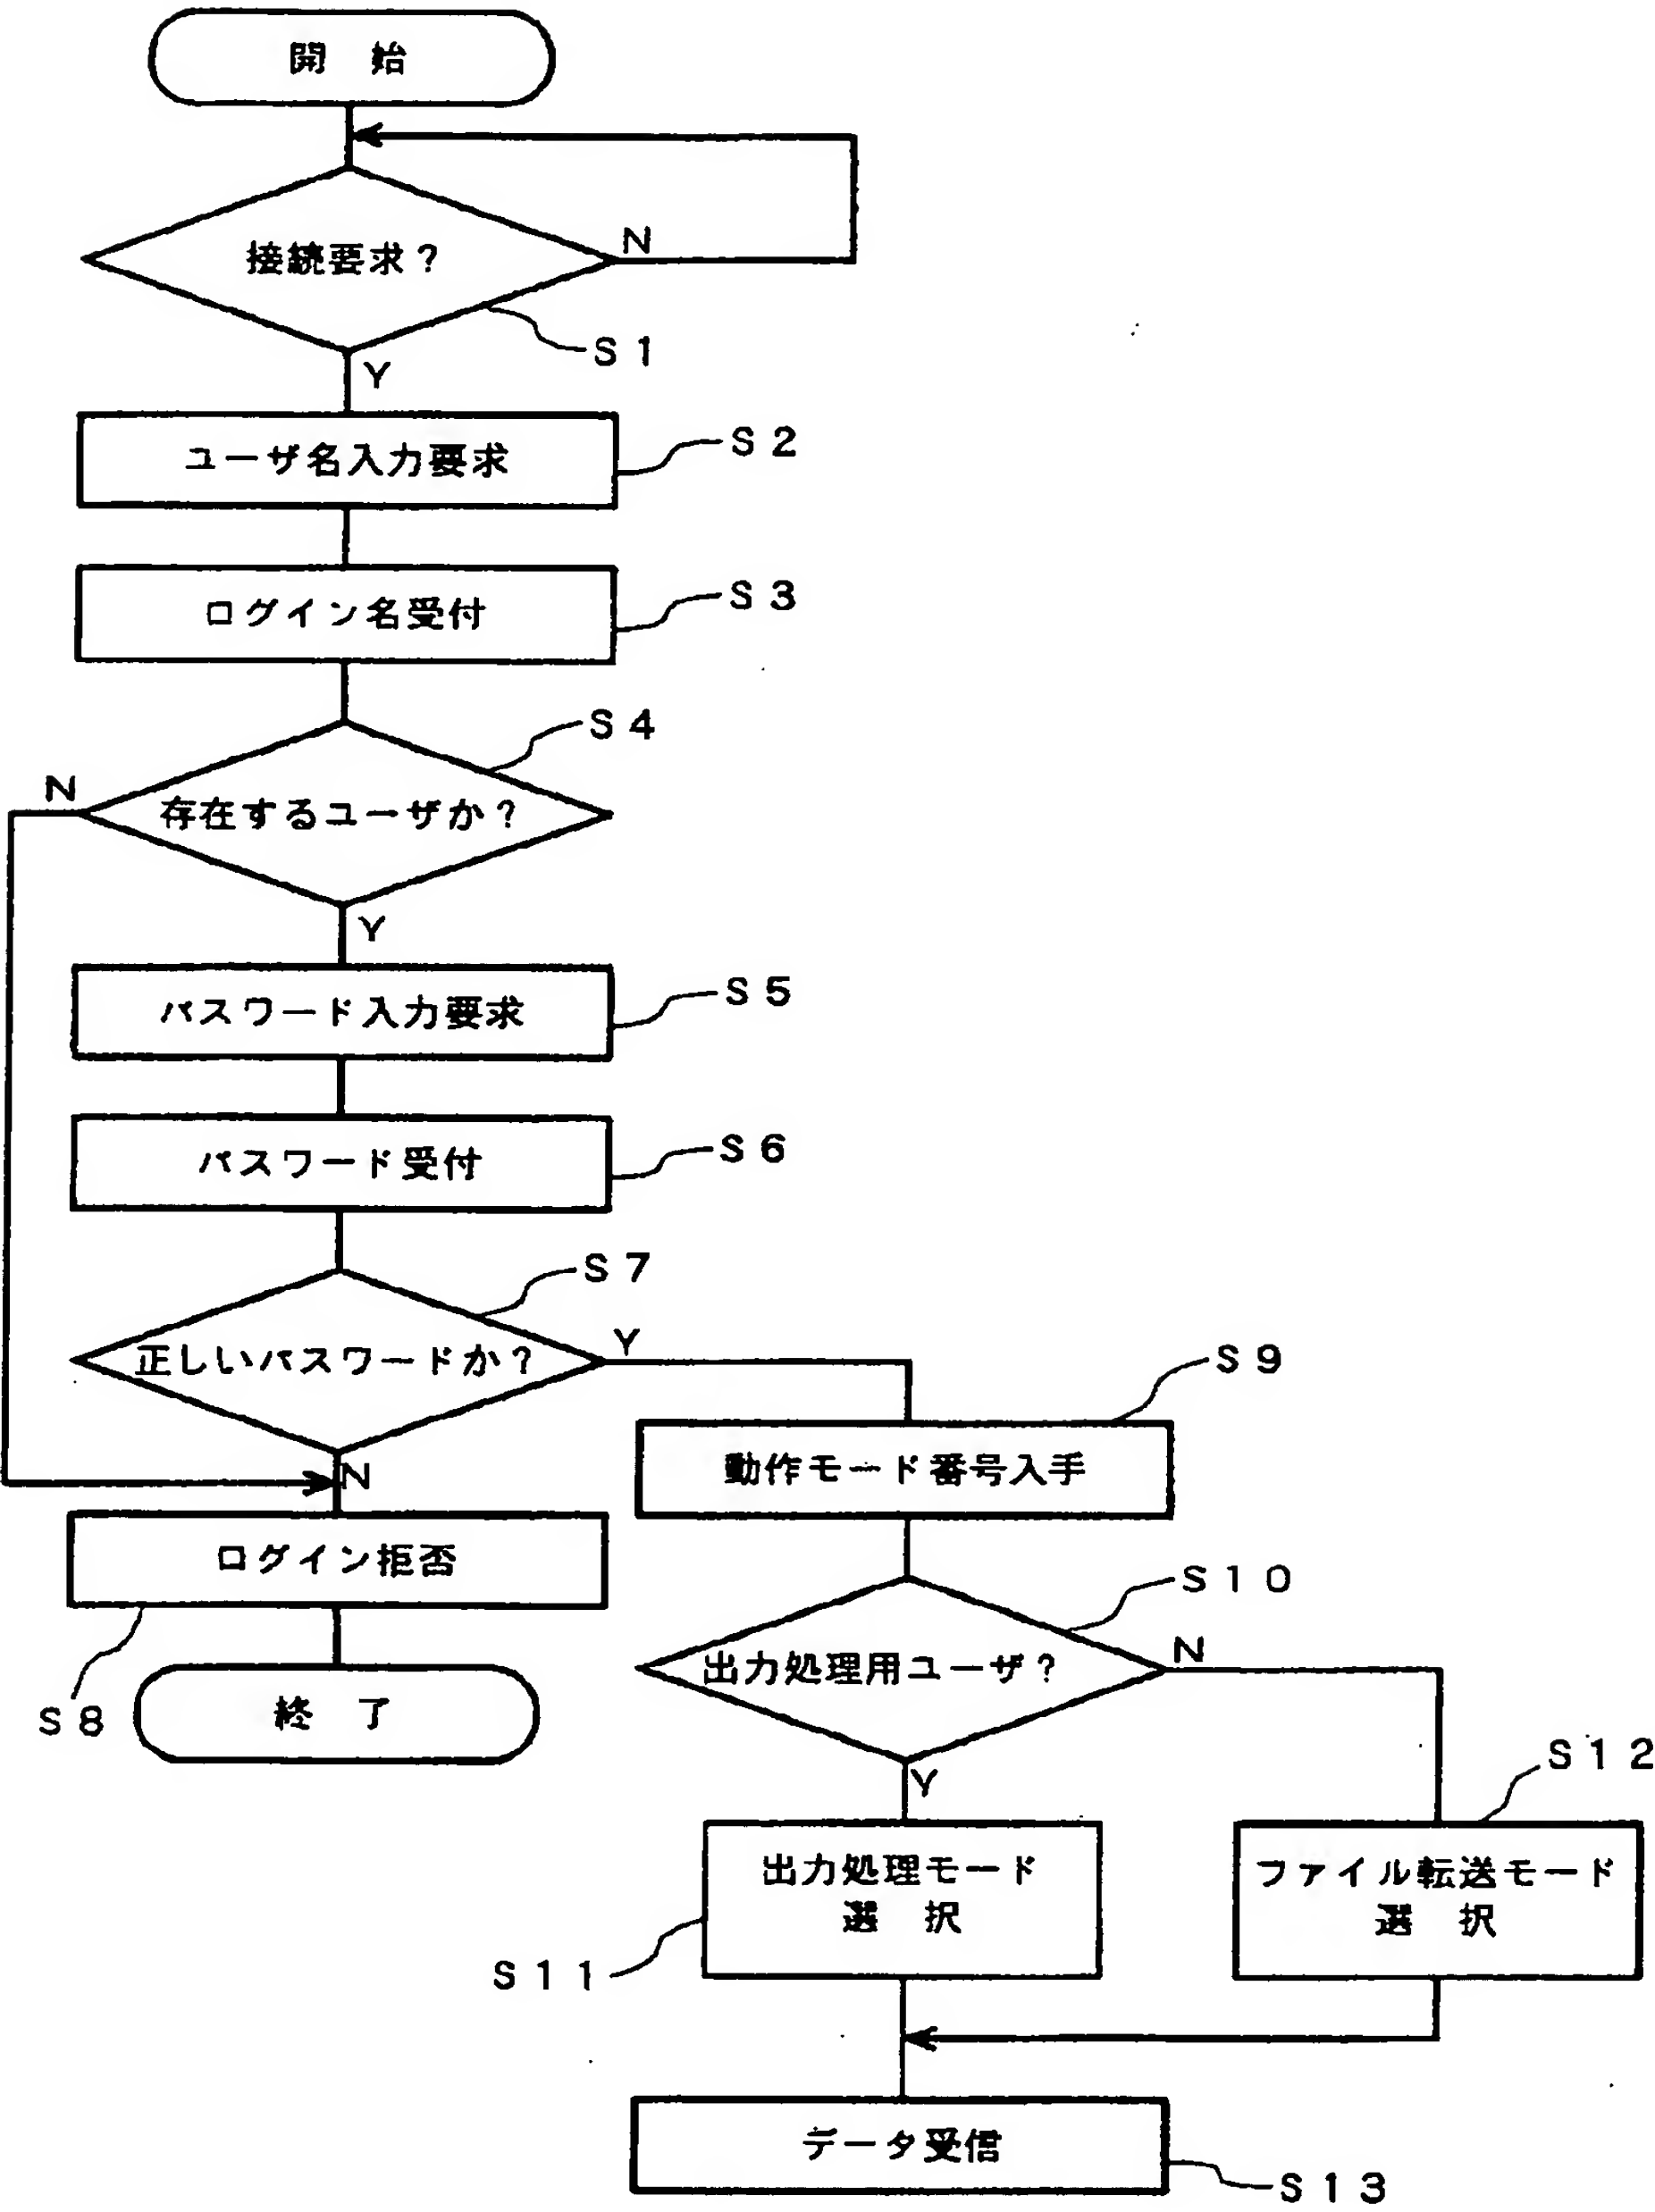 開 始
接続要求?
N
S1
Y
ユーザ名入力要求
S2
ログイン名受付
S3
S4
N
存在するユーザか?
Y
パスワード入力要求
S5
パスワード受付
S6
S7
正しいパスワードか?
Y
N
S9
動作モード番号入手
ログイン拒否
S8
終 了
S10
出力処理用ユーザ?
N
Y
S12
出力処理モード
選 択
S11
ファイル転送モード
選 択
データ受信
S13